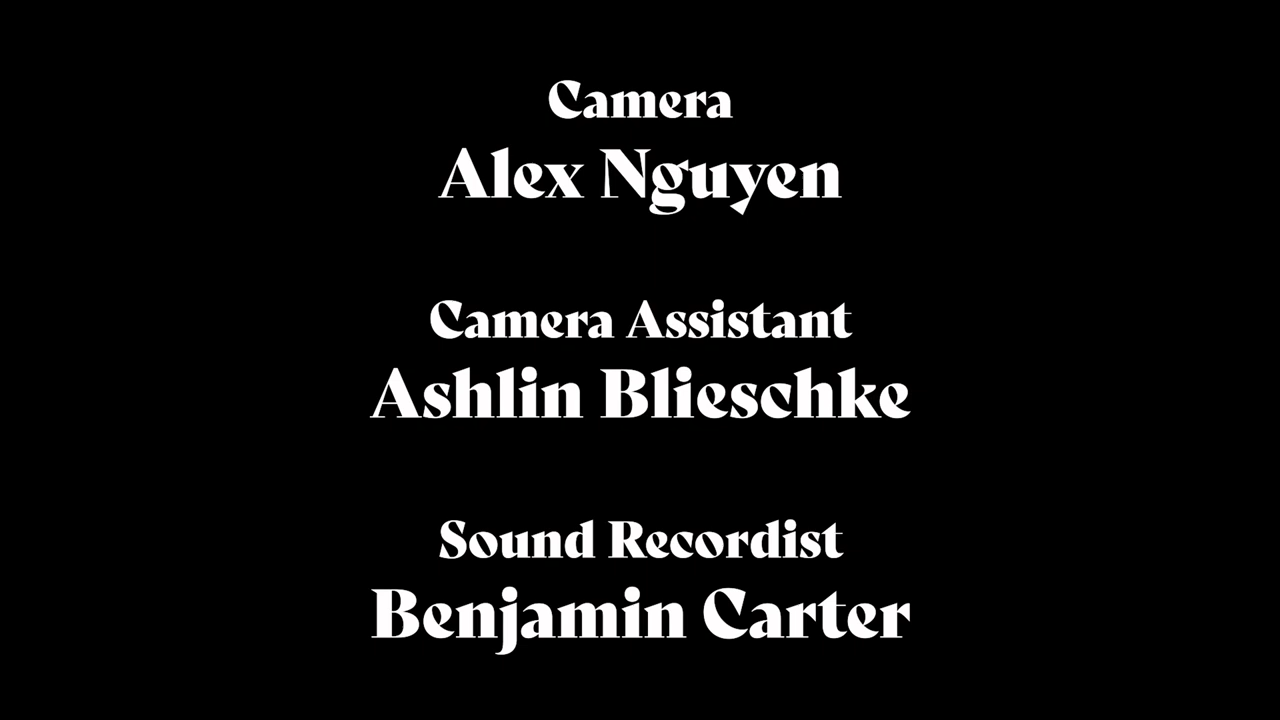 Camera
Alex Nguyen
Camera Assistant
Ashlin Blieschke
Sound Recordist
Benjamin Carter